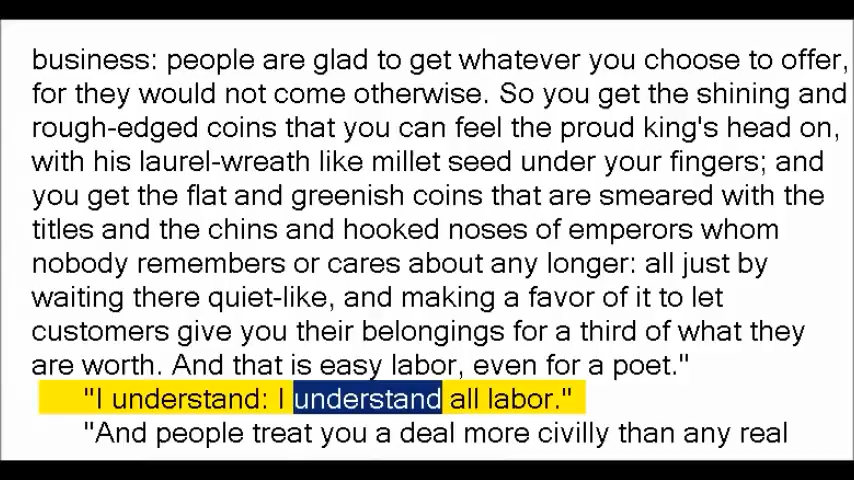 business: people are glad to get whatever you choose to offer,
for they would not come otherwise. So you get the shining and
rough-edged coins that you can feel the proud king's head on,
with his laurel-wreath like millet seed under your fingers; and
you get the flat and greenish coins that are smeared with the
titles and the chins and hooked noses of emperors whom
nobody remembers or cares about any longer: all just by
waiting there quiet-like, and making a favor of it to let
customers give you their belongings for a third of what they
are worth. And that is easy labor, even for a poet."
"I understand: I understand all labor."
"And people treat you a deal more civilly than any real